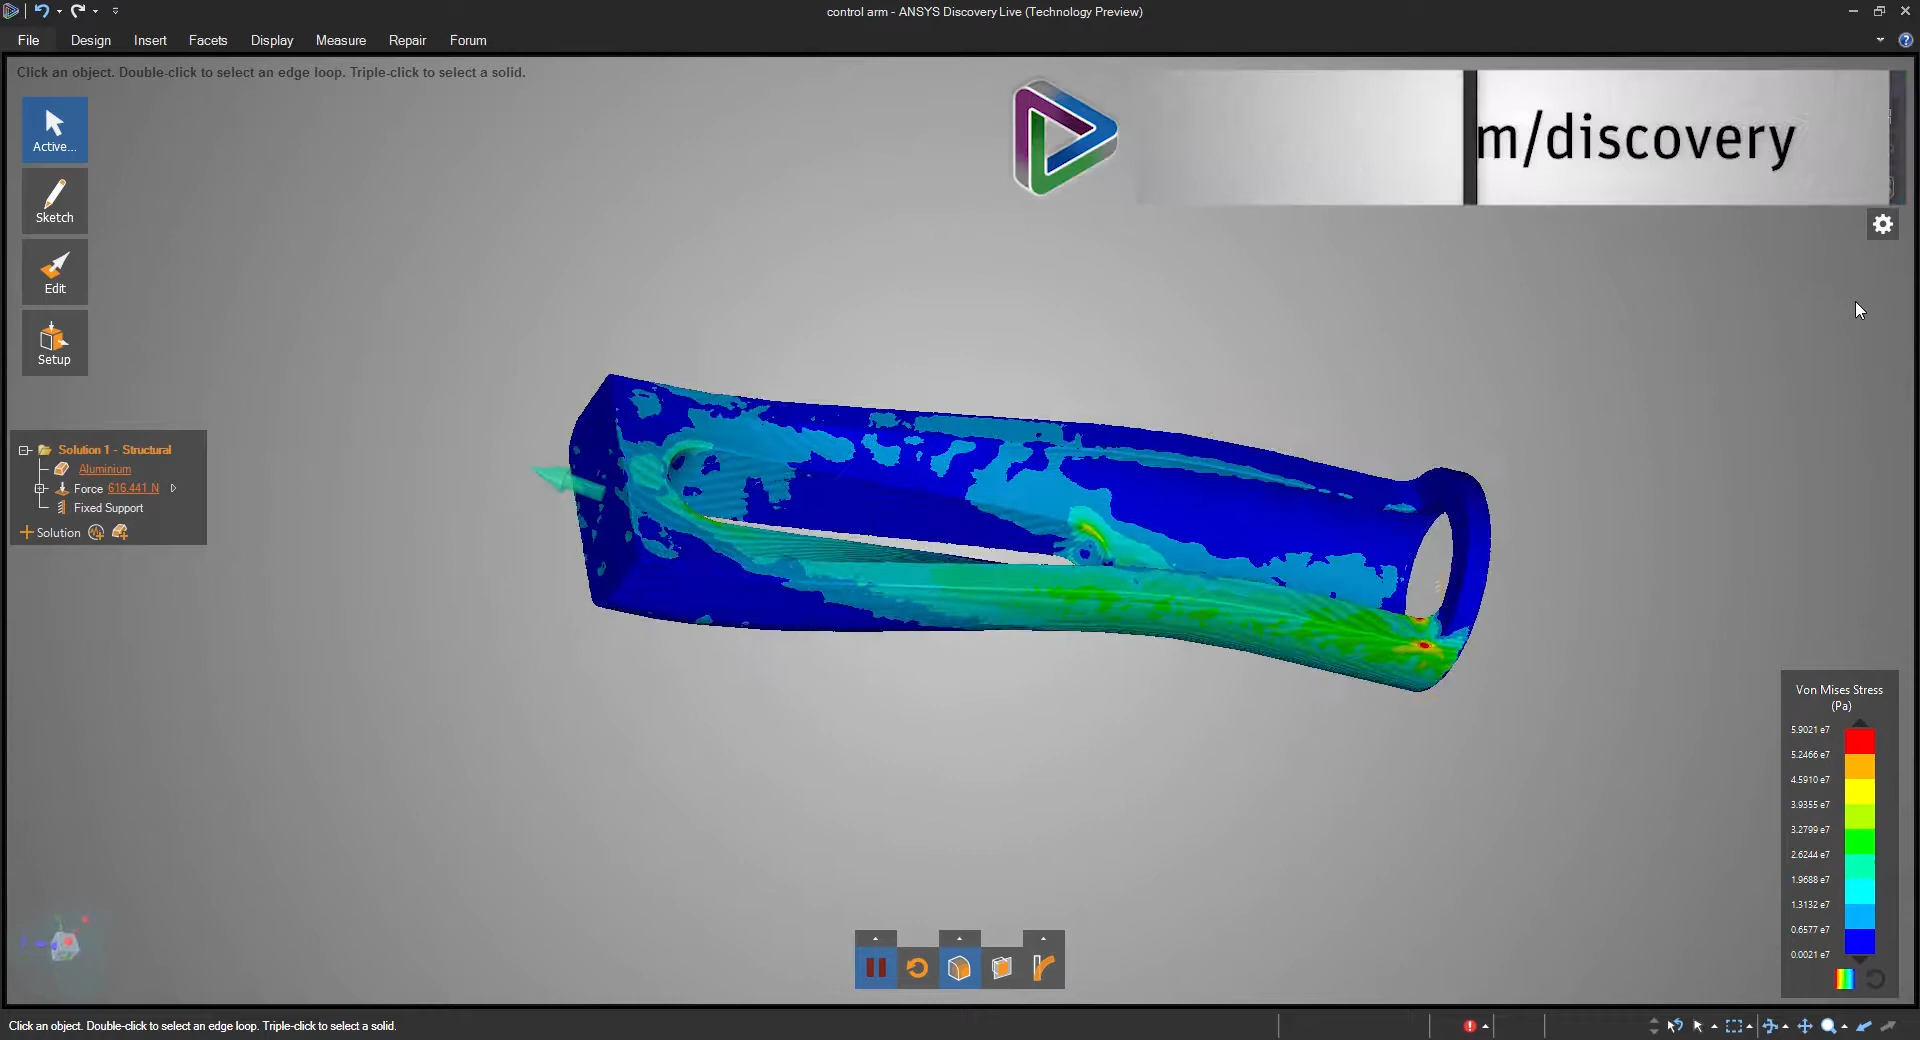 control arm - ANSYS Discovery Live (Technology Preview)
File Design Insert Facets Display Measure Repair Forum
Click an object. Double-click to select an edge loop. Triple-click to select a solid.
m/discovery
Active...
Sketch
Edit
Setup
Solution 1 - Structural
Aluminium
Force 616.441 N
Fixed Support
Solution
Von Mises Stress
(Pa)
5.9021 e7
5.2466 e7
4.5910 e7
3.9355 e7
3.2799 e7
2.6244 e7
1.9688 e7
1.3132 e7
0.6577 e7
0.0021 e7
Click an object. Double-click to select an edge loop. Triple-click to select a solid.